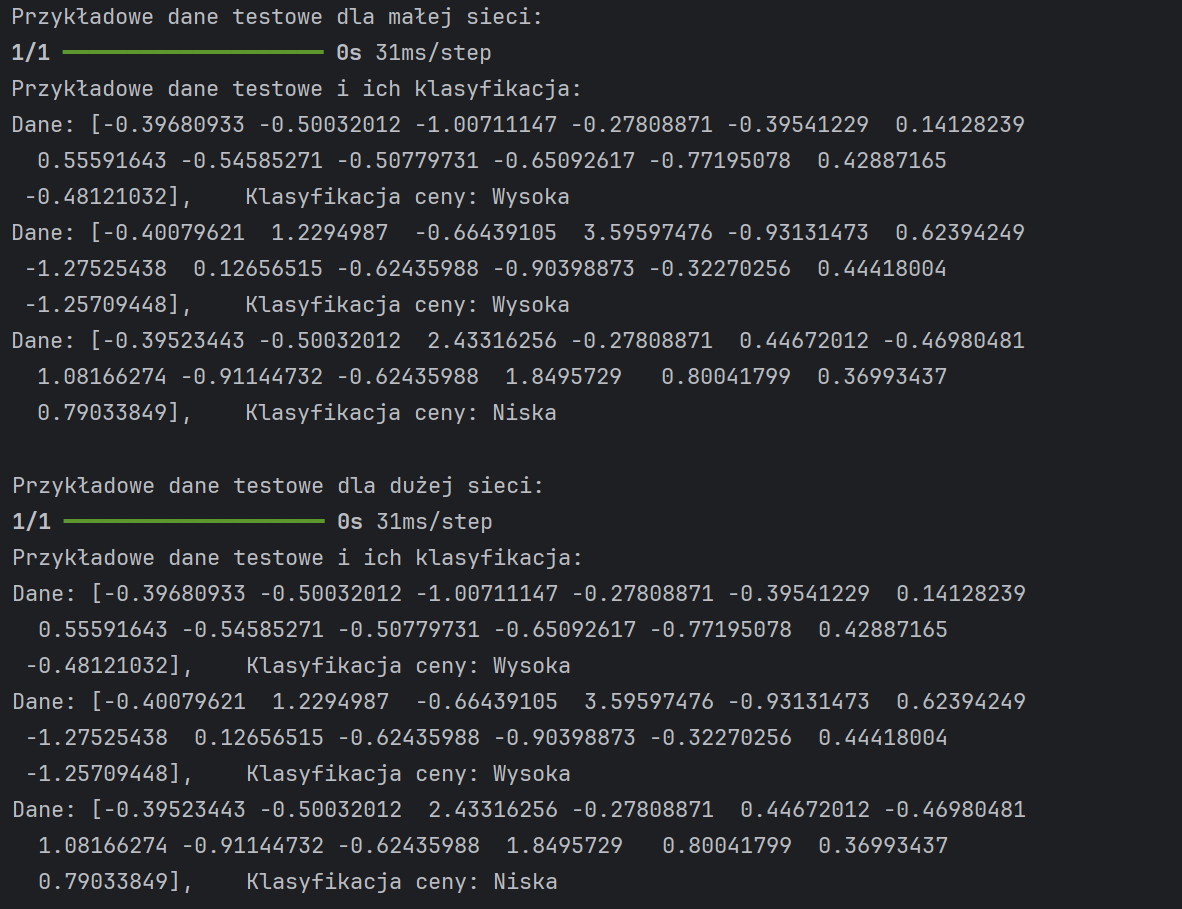 Przykładowe dane testowe dla małej sieci:
1/1 ━━━━━━━━━━━━━━━━━━━━ 0s 31ms/step
Przykładowe dane testowe i ich klasyfikacja:
Dane: [-0.39680933 -0.50032012 -1.00711147 -0.27808871 -0.39541229  0.14128239
  0.55591643 -0.54585271 -0.50779731 -0.65092617 -0.77195078  0.42887165
 -0.48121032],    Klasyfikacja ceny: Wysoka
Dane: [-0.40079621  1.2294987  -0.66439105  3.59597476 -0.93131473  0.62394249
 -1.27525438  0.12656515 -0.62435988 -0.90398873 -0.32270256  0.44418004
 -1.25709448],    Klasyfikacja ceny: Wysoka
Dane: [-0.39523443 -0.50032012  2.43316256 -0.27808871  0.44672012 -0.46980481
  1.08166274 -0.91144732 -0.62435988  1.8495729   0.80041799  0.36993437
  0.79033849],    Klasyfikacja ceny: Niska

Przykładowe dane testowe dla dużej sieci:
1/1 ━━━━━━━━━━━━━━━━━━━━ 0s 31ms/step
Przykładowe dane testowe i ich klasyfikacja:
Dane: [-0.39680933 -0.50032012 -1.00711147 -0.27808871 -0.39541229  0.14128239
  0.55591643 -0.54585271 -0.50779731 -0.65092617 -0.77195078  0.42887165
 -0.48121032],    Klasyfikacja ceny: Wysoka
Dane: [-0.40079621  1.2294987  -0.66439105  3.59597476 -0.93131473  0.62394249
 -1.27525438  0.12656515 -0.62435988 -0.90398873 -0.32270256  0.44418004
 -1.25709448],    Klasyfikacja ceny: Wysoka
Dane: [-0.39523443 -0.50032012  2.43316256 -0.27808871  0.44672012 -0.46980481
  1.08166274 -0.91144732 -0.62435988  1.8495729   0.80041799  0.36993437
  0.79033849],    Klasyfikacja ceny: Niska